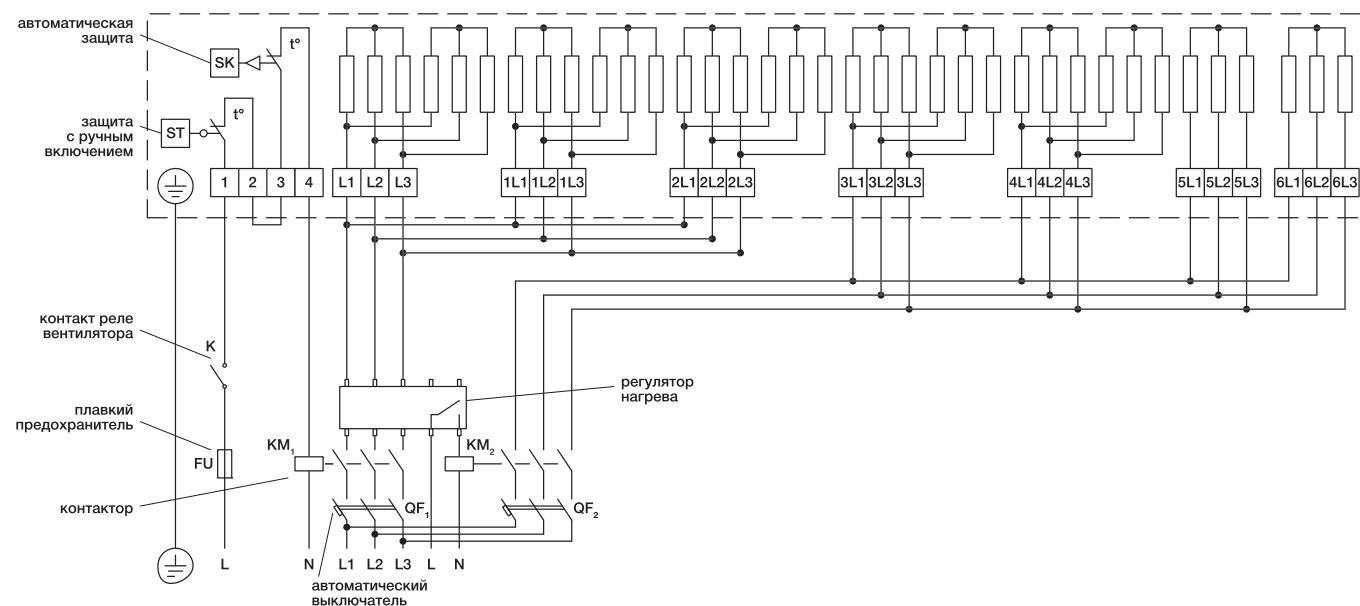 автоматическая
защита
SK
t°
защита
с ручным
включением
ST
t°
1 2 3 4 L1 L2 L3 1L1 1L2 1L3 2L1 2L2 2L3 3L1 3L2 3L3 4L1 4L2 4L3 5L1 5L2 5L3 6L1 6L2 6L3
контакт реле
вентилятора
K
регулятор
нагрева
плавкий
предохранитель
FU
KM1
KM2
контактор
QF1
QF2
L N L1 L2 L3 L N
автоматический
выключатель